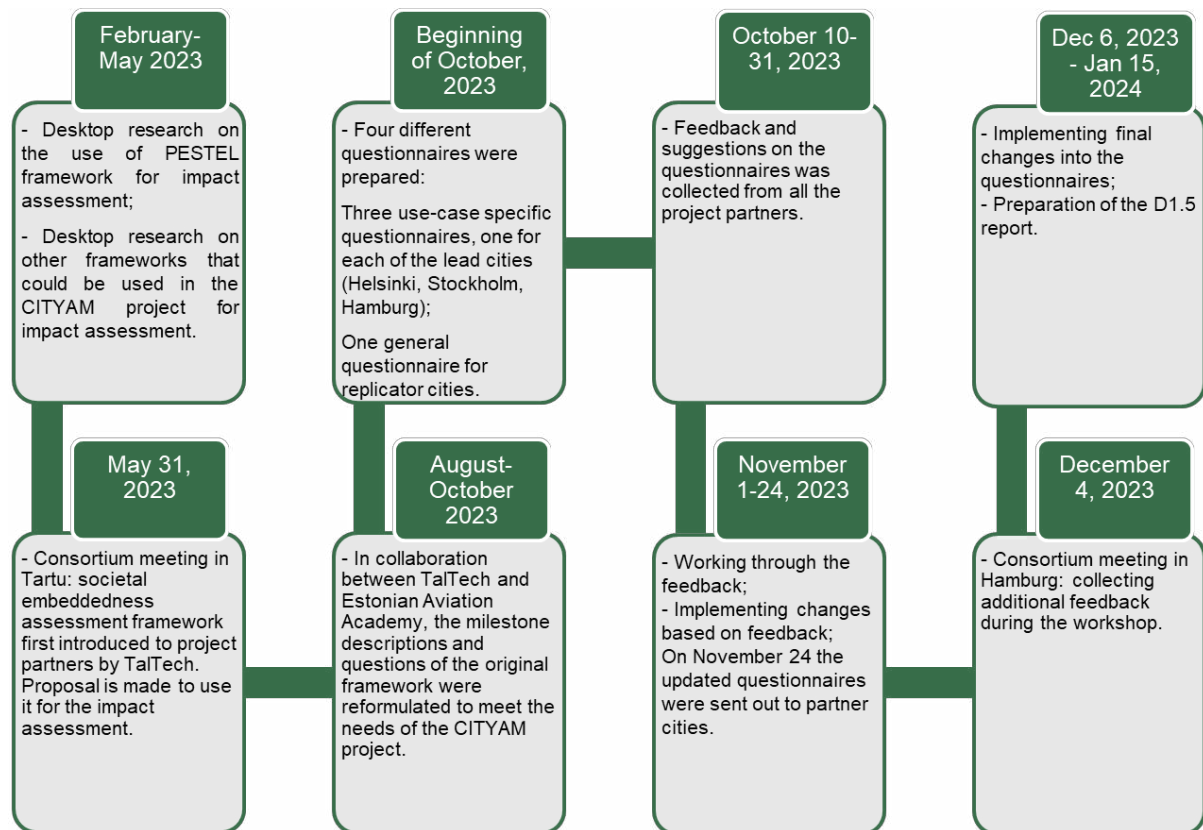 February-
May 2023
- Desktop research on
the use of PESTEL
framework for impact
assessment;
- Desktop research on
other frameworks that
could be used in the
CITYAM project for
impact assessment.
May 31,
2023
- Consortium meeting in
Tartu: societal
embeddedness
assessment framework
first introduced to project
partners by TalTech.
Proposal is made to use
it for the impact
assessment.
August-
October
2023
- In collaboration
between TalTech and
Estonian Aviation
Academy, the milestone
descriptions and
questions of the original
framework were
reformulated to meet the
needs of the CITYAM
project.
Beginning
of October,
2023
- Four different
questionnaires were
prepared:
Three use-case specific
questionnaires, one for
each of the lead cities
(Helsinki, Stockholm,
Hamburg);
One general
questionnaire for
replicator cities.
October 10-
31, 2023
- Feedback and
suggestions on the
questionnaires was
collected from all the
project partners.
November
1-24, 2023
- Working through the
feedback;
- Implementing changes
based on feedback;
On November 24 the
updated questionnaires
were sent out to partner
cities.
December
4, 2023
- Consortium meeting in
Hamburg: collecting
additional feedback
during the workshop.
Dec 6, 2023
- Jan 15,
2024
- Implementing final
changes into the
questionnaires;
- Preparation of the D1.5
report.